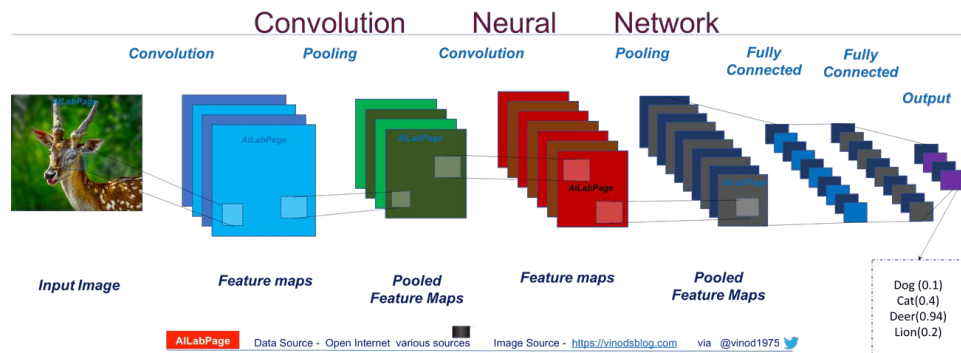 Convolution Neural Network
Convolution Pooling Convolution Pooling Fully Connected Fully Connected Output
AILabPage
AILabPage
AILabPage
AILabPage
AILabPage
Input Image Feature maps Pooled Feature Maps Feature maps Pooled Feature Maps
Dog (0.1)
Cat(0.4)
Deer(0.94)
Lion(0.2)
AILabPage Data Source - Open Internet various sources Image Source - https://vinodsblog.com via @vinod1975